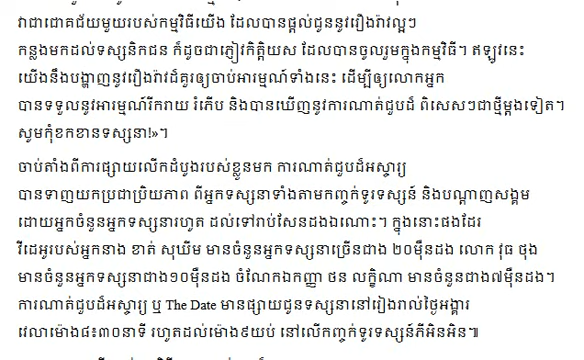 វាជាជោគជ័យមួយរបស់កម្មវិធីយើង ដែលបានផ្តល់ជូននូវរឿងរ៉ាវល្អៗ
កន្លងមកដល់ទស្សនិកជន ក៏ដូចជាភ្ញៀវកិត្តិយស ដែលបានចូលរួមក្នុងកម្មវិធី។ ឥឡូវនេះ
យើងនឹងបង្ហាញនូវរឿងរ៉ាវដ៏គួរឲ្យចាប់អារម្មណ៍ទាំងនេះ ដើម្បីឲ្យលោកអ្នក
បានទទួលនូវអារម្មណ៍រីករាយ រំភើប និងបានឃើញនូវការណាត់ជួបដ៏ ពិសេសៗជាថ្មីម្តងទៀត។
សូមកុំខកខានទស្សនា!»។
ចាប់តាំងពីការផ្សាយលើកដំបូងរបស់ខ្លួនមក ការណាត់ជួបដ៏អស្ចារ្យ
បានទាញយកប្រជាប្រិយភាព ពីអ្នកទស្សនាទាំងតាមកញ្ចក់ទូរទស្សន៍ និងបណ្តាញសង្គម
ដោយអ្នកចំនួនអ្នកទស្សនារហូត ដល់ទៅរាប់សែនដងឯណោះ។ ក្នុងនោះផងដែរ
វីដេអូរបស់អ្នកនាង ខាត់ សុឃីម មានចំនួនអ្នកទស្សនាច្រើនជាង ២០ម៉ឺនដង លោក វុធ ថុង
មានចំនួនអ្នកទស្សនាជាង១០ម៉ឺនដង ចំណែកឯកញ្ញា ថន លក្ខិណា មានចំនួនជាង៧ម៉ឺនដង។
ការណាត់ជួបដ៏អស្ចារ្យ ឬ The Date មានផ្សាយជូនទស្សនានៅរៀងរាល់ថ្ងៃអង្គារ
វេលាម៉ោង៨៖៣០នាទី រហូតដល់ម៉ោង៩យប់ នៅលើកញ្ចក់ទូរទស្សន៍ភីអិនអិន៕